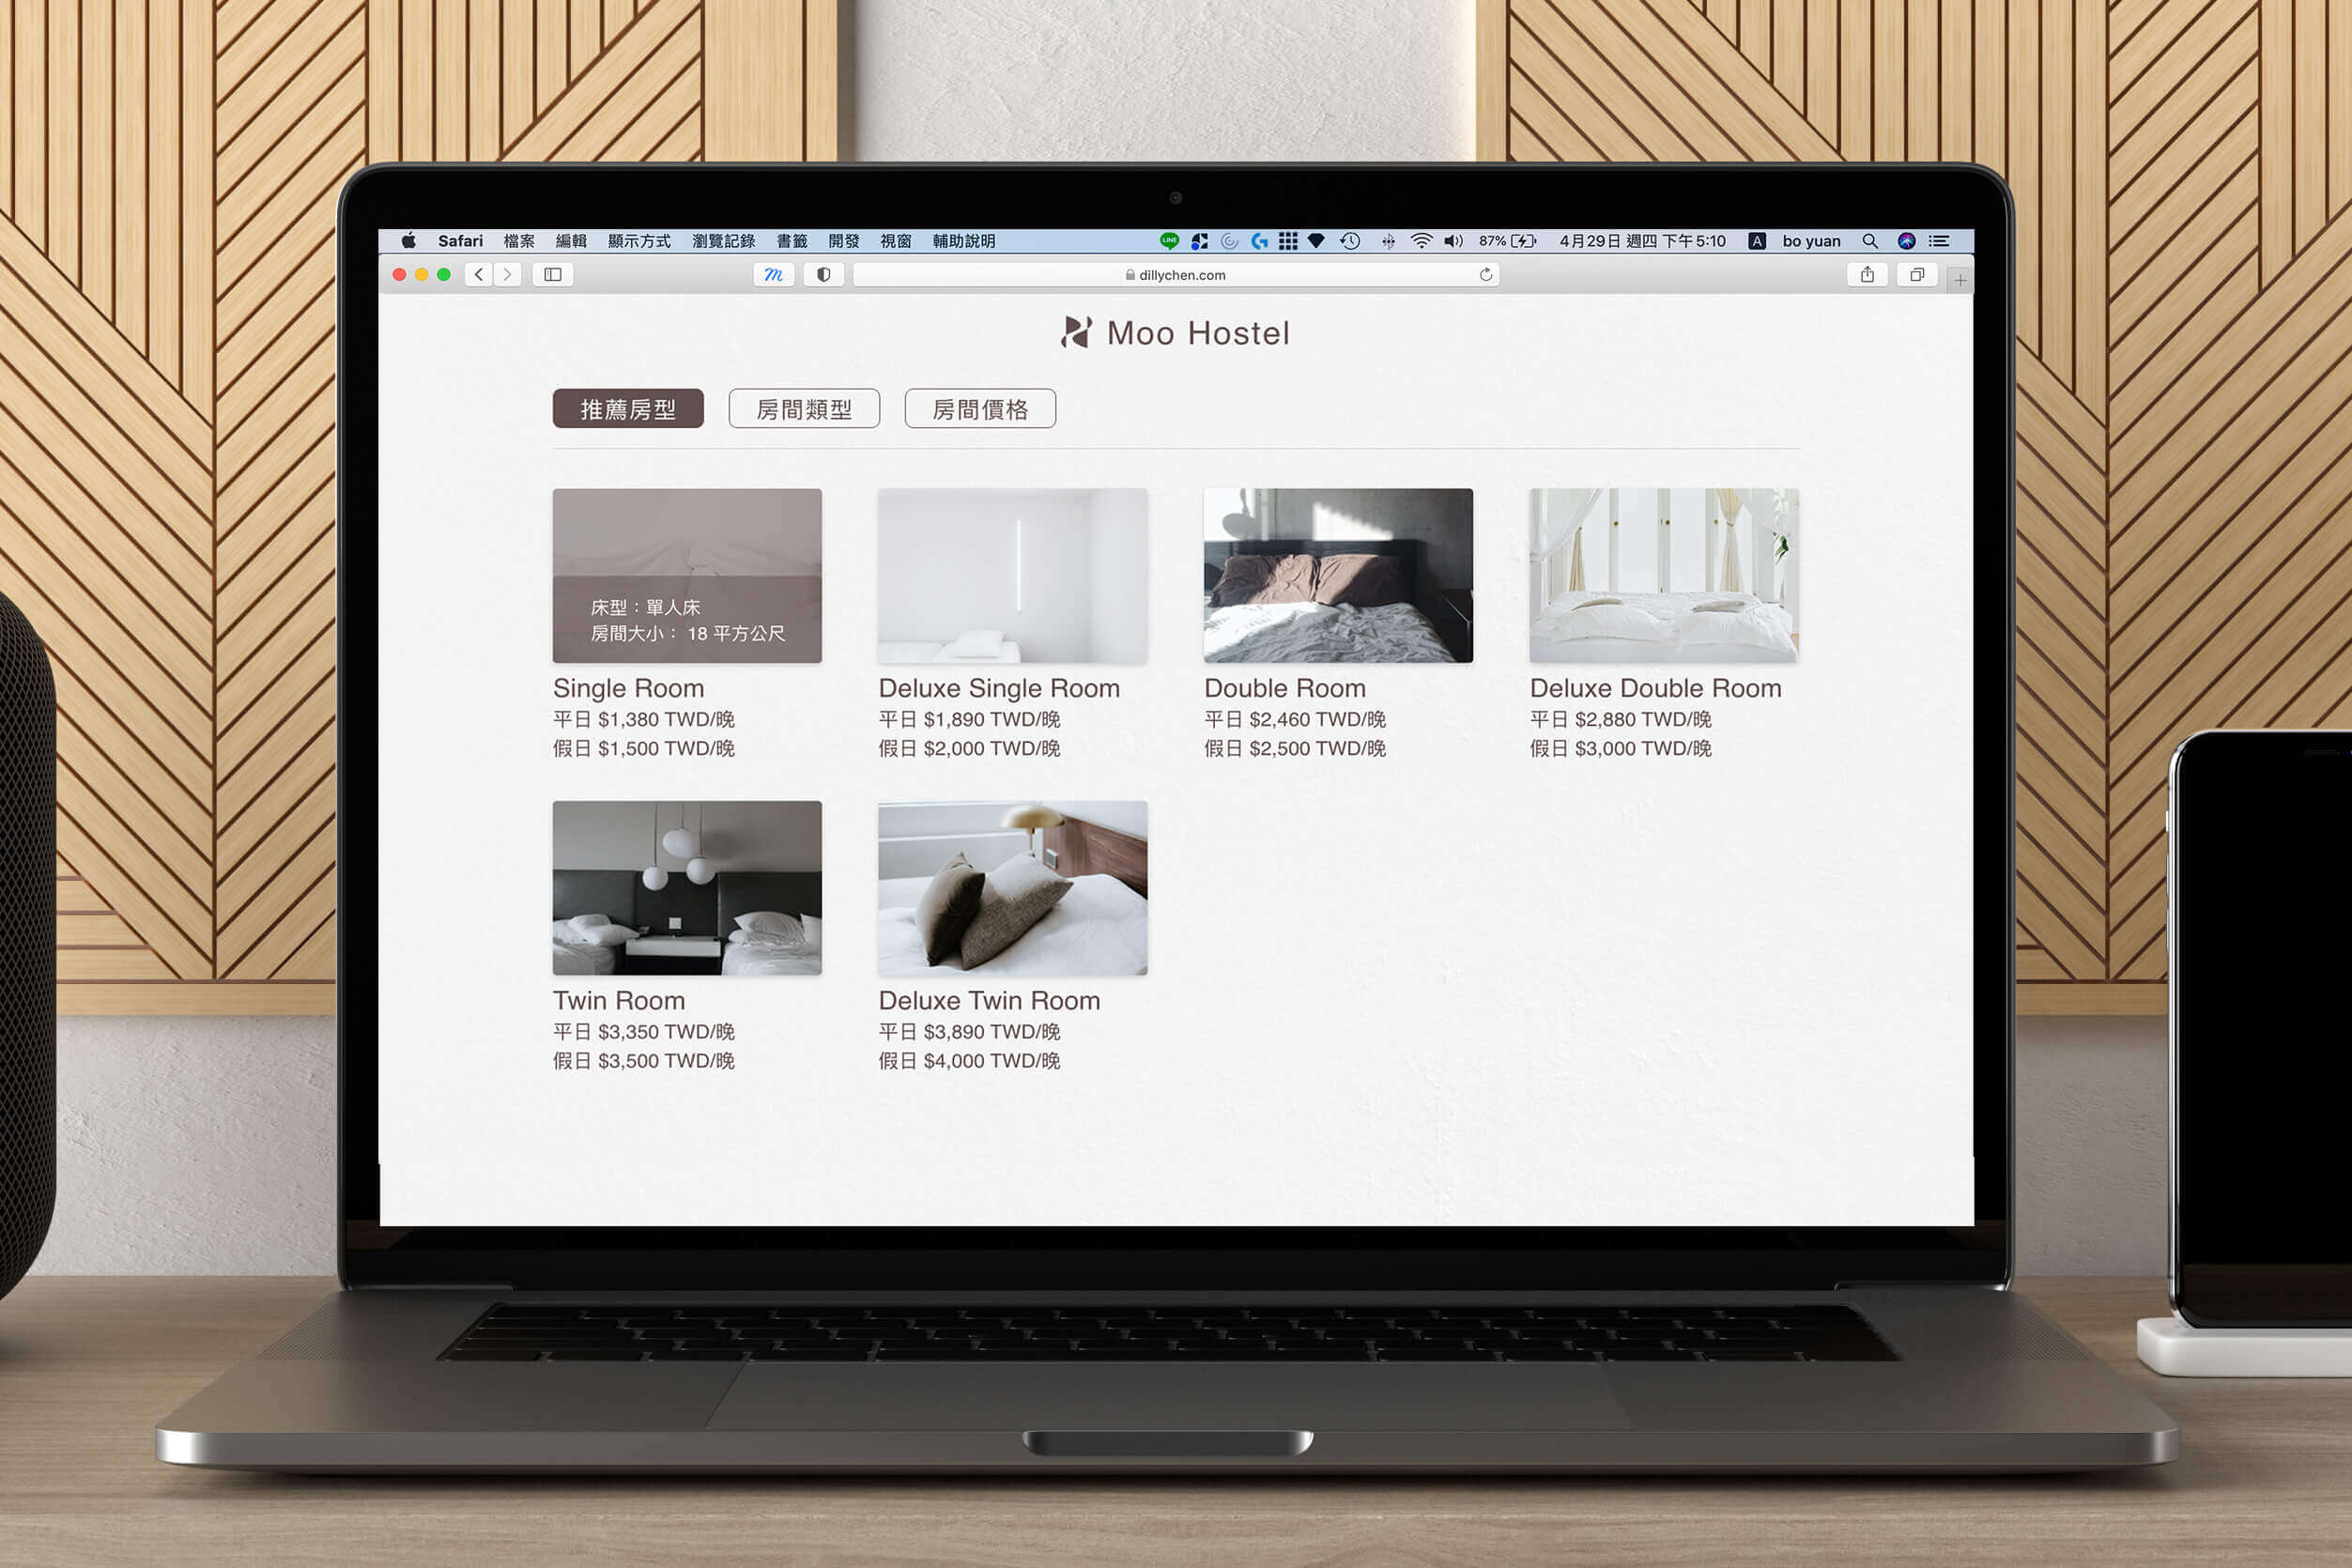 Safari 檔案 編輯 顯示方式 瀏覽記錄 書籤 開發 視窗 輔助說明 LINE 87% 4月29日 週四 下午5:10 A bo yuan
m dillychen.com
Moo Hostel
推薦房型 房間類型 房間價格
床型：單人床
房間大小： 18 平方公尺
Single Room Deluxe Single Room Double Room Deluxe Double Room
平日 $1,380 TWD/晚 平日 $1,890 TWD/晚 平日 $2,460 TWD/晚 平日 $2,880 TWD/晚
假日 $1,500 TWD/晚 假日 $2,000 TWD/晚 假日 $2,500 TWD/晚 假日 $3,000 TWD/晚
Twin Room Deluxe Twin Room
平日 $3,350 TWD/晚 平日 $3,890 TWD/晚
假日 $3,500 TWD/晚 假日 $4,000 TWD/晚